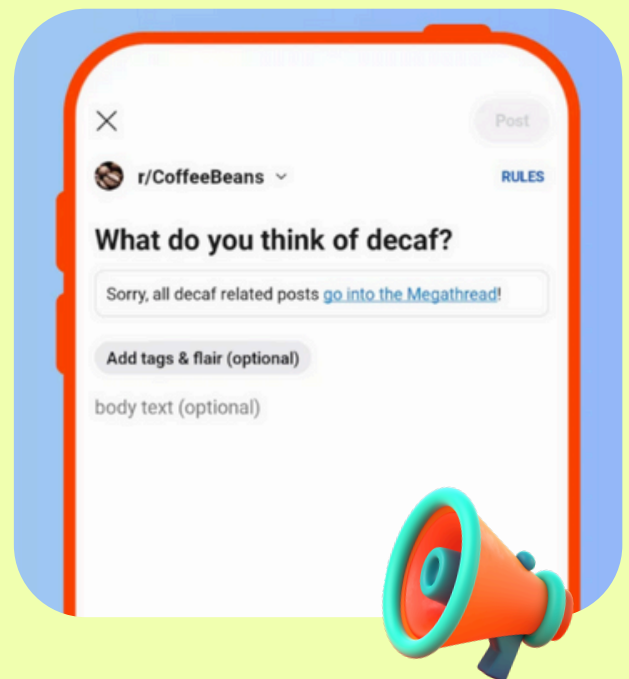 Post
r/CoffeeBeans
RULES
What do you think of decaf?
Sorry, all decaf related posts go into the Megathread!
Add tags & flair (optional)
body text (optional)